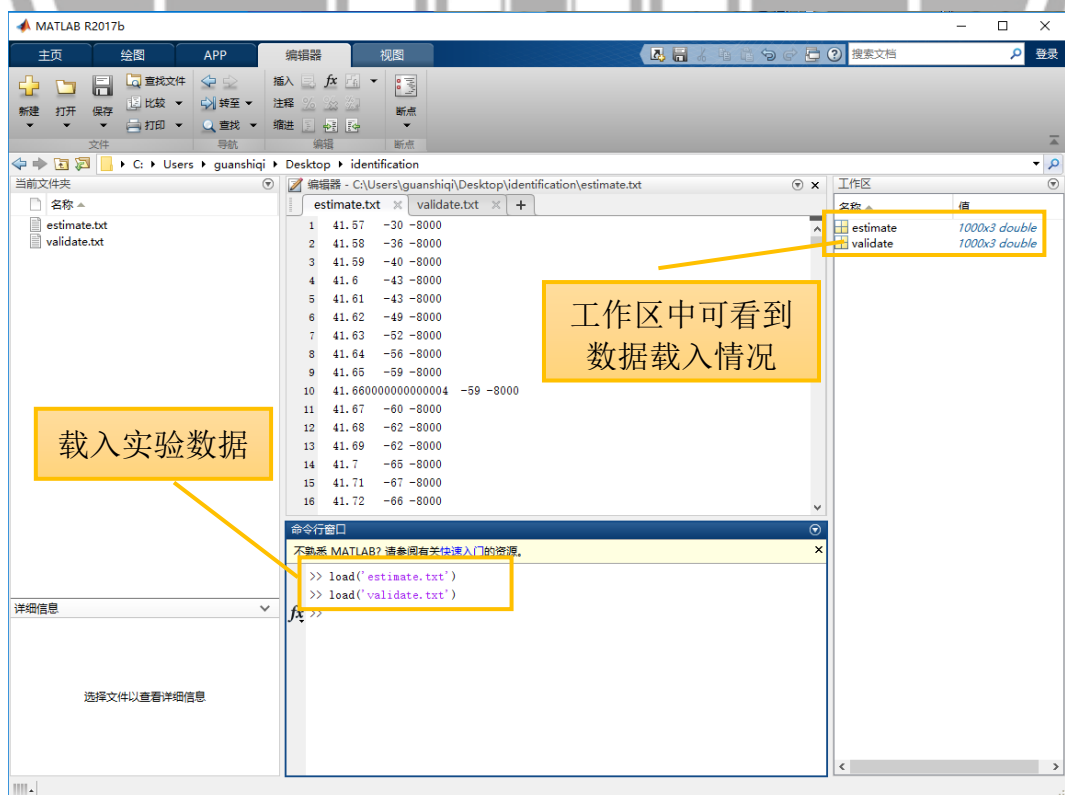 MATLAB R2017b
主页 绘图 APP 编辑器 视图 搜索文档 登录
新建 打开 保存 查找文件 比较 打印 转至 查找 插入 fx 注释 缩进 断点
文件 导航 编辑 断点
C: Users guanshiqi Desktop identification
当前文件夹
名称
estimate.txt
validate.txt
编辑器 - C:\Users\guanshiqi\Desktop\identification\estimate.txt
estimate.txt validate.txt +
1 41.57 -30 -8000
2 41.58 -36 -8000
3 41.59 -40 -8000
4 41.6 -43 -8000
5 41.61 -43 -8000
6 41.62 -49 -8000
7 41.63 -52 -8000
8 41.64 -56 -8000
9 41.65 -59 -8000
10 41.660000000000004 -59 -8000
11 41.67 -60 -8000
12 41.68 -62 -8000
13 41.69 -62 -8000
14 41.7 -65 -8000
15 41.71 -67 -8000
16 41.72 -66 -8000
工作区
名称 值
estimate 1000x3 double
validate 1000x3 double
工作区中可看到
数据载入情况
载入实验数据
命令行窗口
不熟悉 MATLAB? 请参阅有关快速入门的资源。
>> load('estimate.txt')
>> load('validate.txt')
fx >>
详细信息
选择文件以查看详细信息